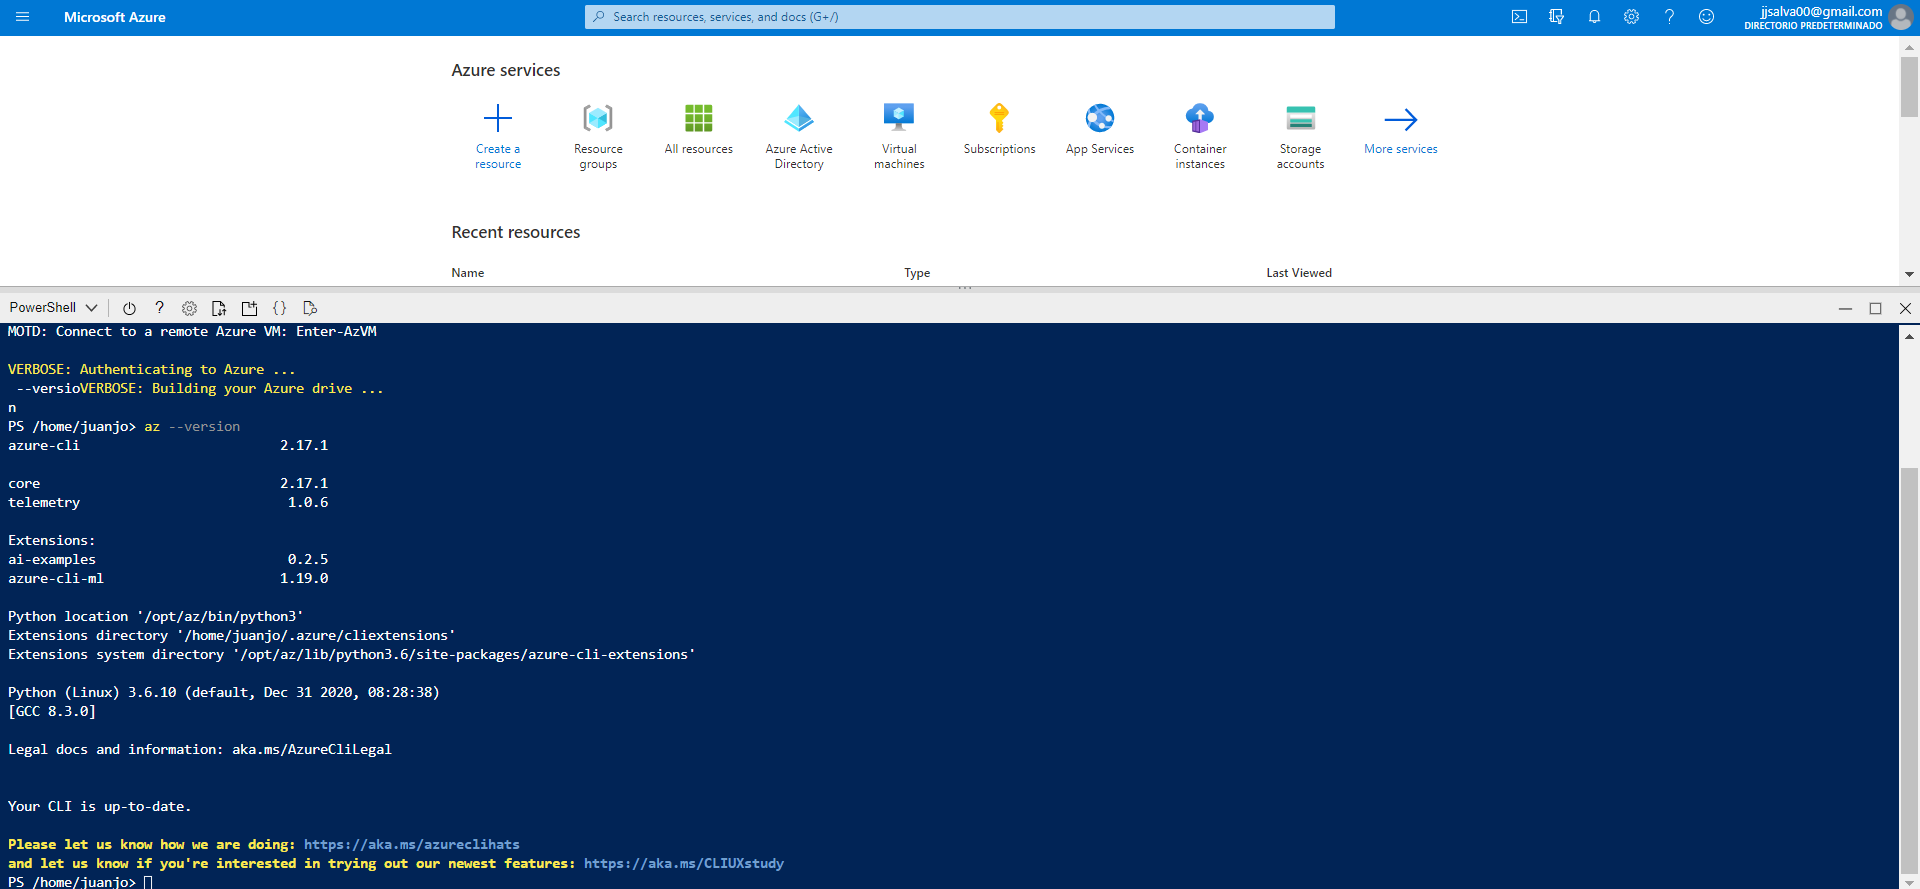 Microsoft Azure
Search resources, services, and docs (G+/)
jjsalva00@gmail.com
DIRECTORIO PREDETERMINADO
Azure services
Create a resource
Resource groups
All resources
Azure Active Directory
Virtual machines
Subscriptions
App Services
Container instances
Storage accounts
More services
Recent resources
Name Type Last Viewed
PowerShell
MOTD: Connect to a remote Azure VM: Enter-AzVM
VERBOSE: Authenticating to Azure ...
--versioVERBOSE: Building your Azure drive ...
n
PS /home/juanjo> az --version
azure-cli 2.17.1
core 2.17.1
telemetry 1.0.6
Extensions:
ai-examples 0.2.5
azure-cli-ml 1.19.0
Python location '/opt/az/bin/python3'
Extensions directory '/home/juanjo/.azure/cliextensions'
Extensions system directory '/opt/az/lib/python3.6/site-packages/azure-cli-extensions'
Python (Linux) 3.6.10 (default, Dec 31 2020, 08:28:38)
[GCC 8.3.0]
Legal docs and information: aka.ms/AzureCliLegal
Your CLI is up-to-date.
Please let us know how we are doing: https://aka.ms/azureclihats
and let us know if you're interested in trying out our newest features: https://aka.ms/CLIUXstudy
PS /home/juanjo>